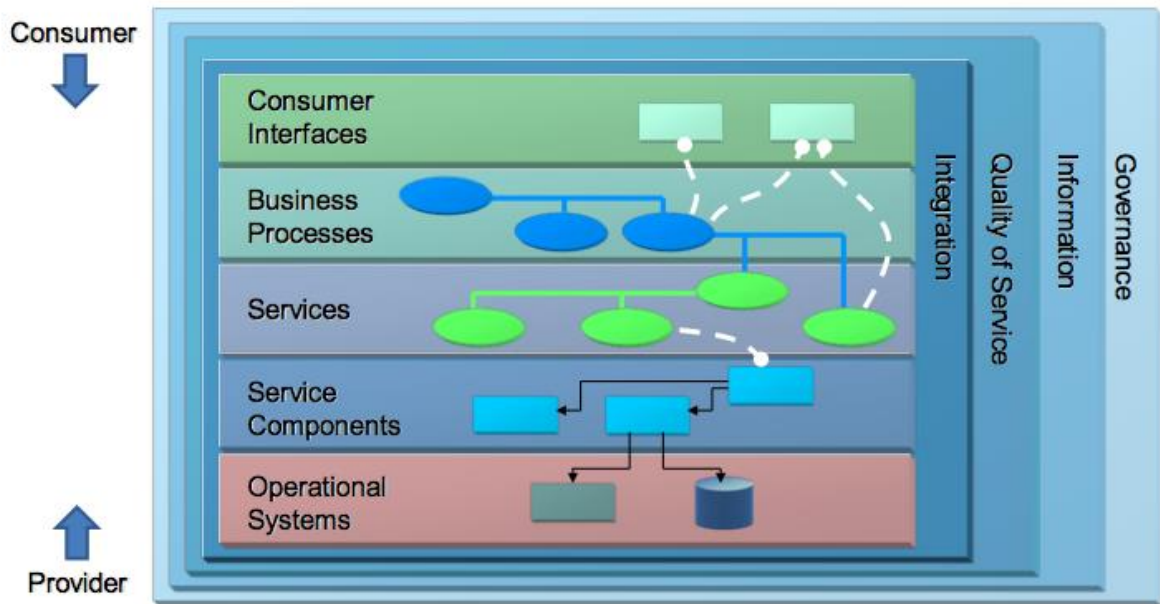 Consumer
Consumer
Interfaces
Business
Processes
Services
Service
Components
Operational
Systems
Integration
Quality of Service
Information
Governance
Provider